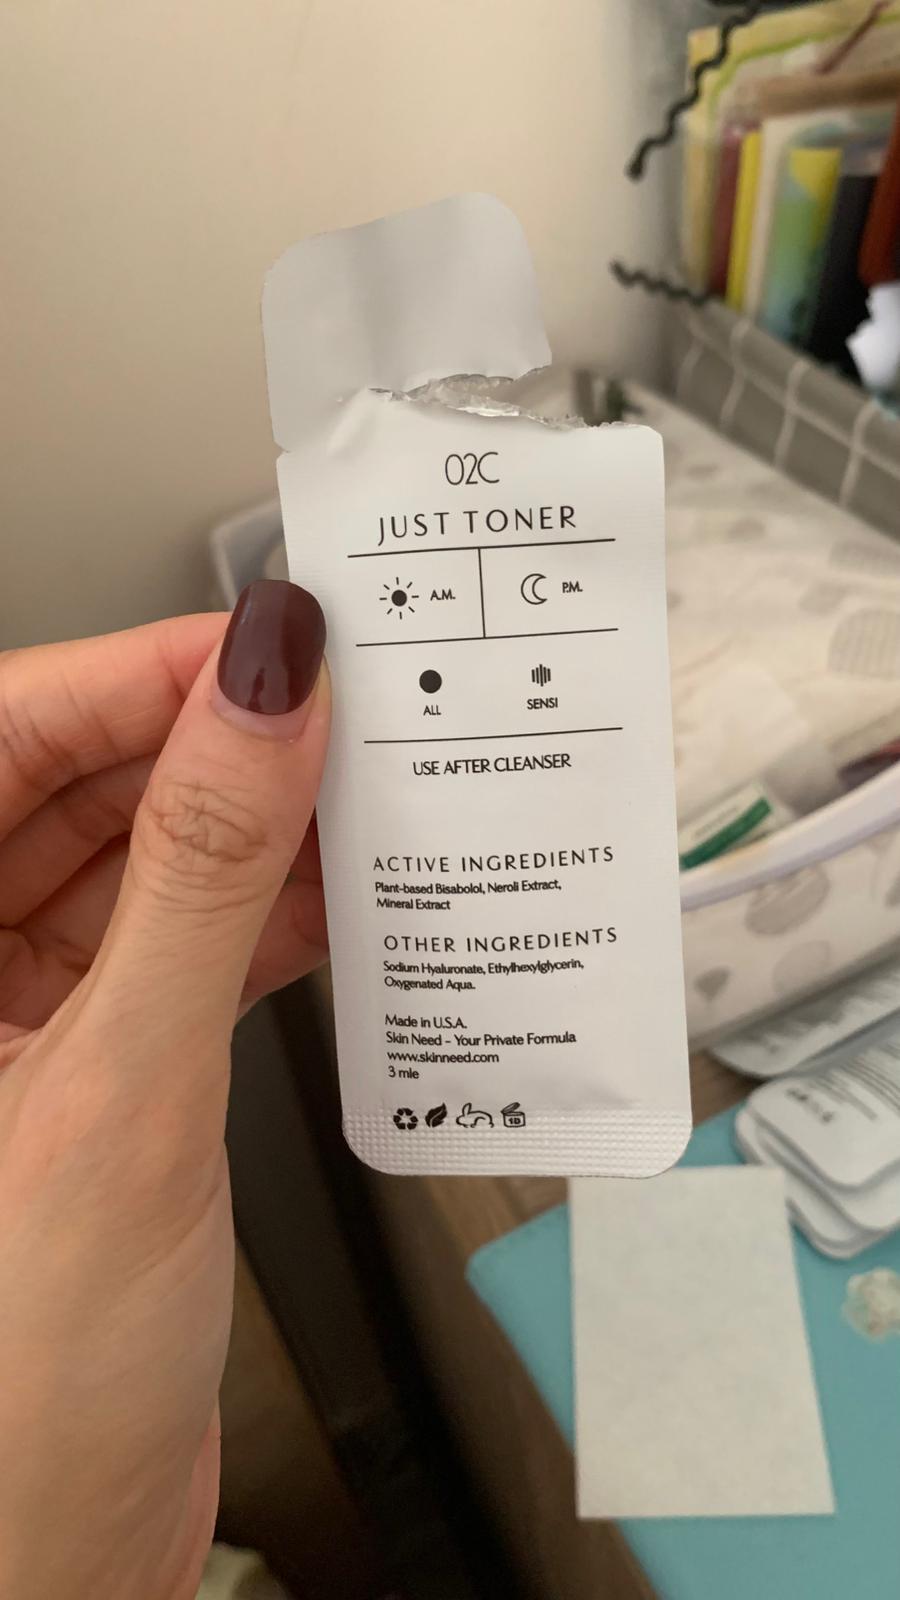 02C
JUST TONER
A.M.
P.M.
ALL
SENSI
USE AFTER CLEANSER
ACTIVE INGREDIENTS
Plant-based Bisabolol, Neroli Extract,
Mineral Extract
OTHER INGREDIENTS
Sodium Hyaluronate, Ethylhexylglycerin,
Oxygenated Aqua.
Made in U.S.A.
Skin Need - Your Private Formula
www.skinneed.com
3 mle